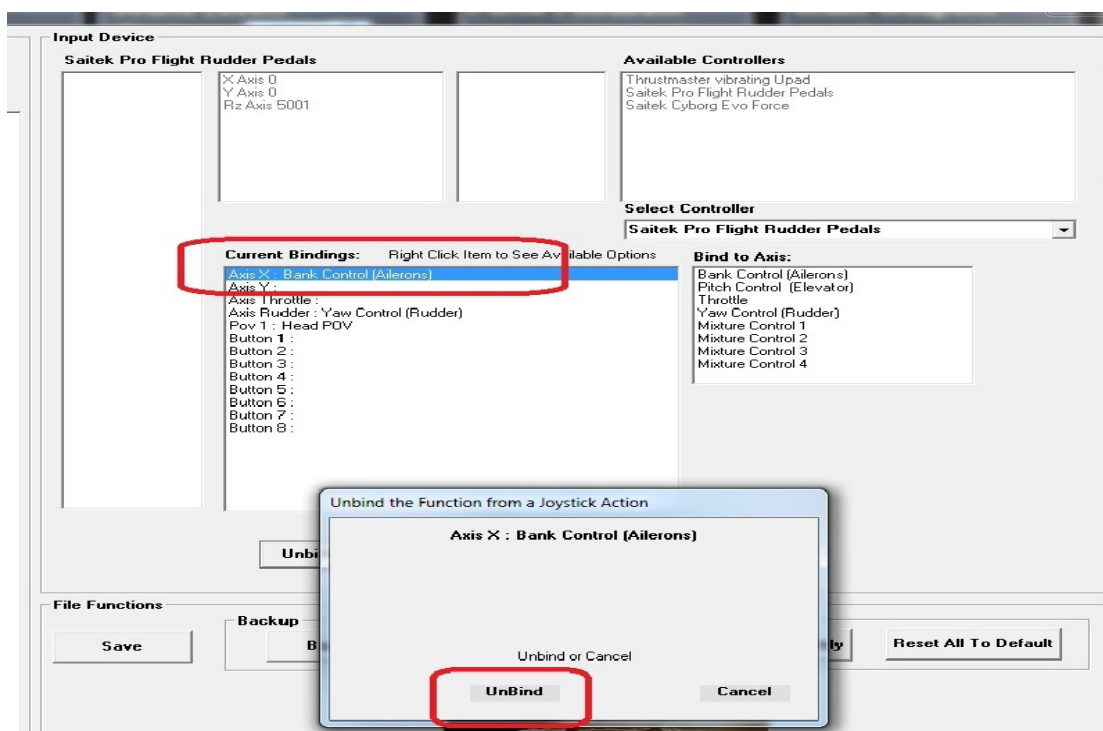 Input Device
Saitek Pro Flight Rudder Pedals
X Axis 0
Y Axis 0
Rz Axis 5001
Available Controllers
Thrustmaster vibrating Upad
Saitek Pro Flight Rudder Pedals
Saitek Cyborg Evo Force
Select Controller
Saitek Pro Flight Rudder Pedals
Current Bindings: Right Click Item to See Available Options
Axis X : Bank Control (Ailerons)
Axis Y :
Axis Throttle :
Axis Rudder : Yaw Control (Rudder)
Pov 1 : Head POV
Button 1 :
Button 2 :
Button 3 :
Button 4 :
Button 5 :
Button 6 :
Button 7 :
Button 8 :
Bind to Axis:
Bank Control (Ailerons)
Pitch Control (Elevator)
Throttle
Yaw Control (Rudder)
Mixture Control 1
Mixture Control 2
Mixture Control 3
Mixture Control 4
Unbi
Unbind the Function from a Joystick Action
Axis X : Bank Control (Ailerons)
Unbind or Cancel
UnBind
Cancel
File Functions
Save
Backup
B
ly
Reset All To Default